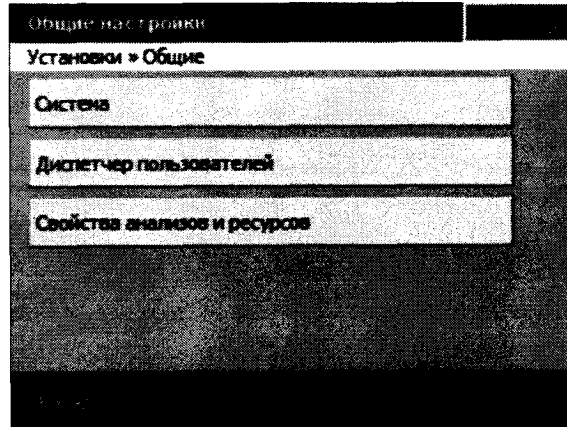 Общие настройки
Установки » Общие
Система
Диспетчер пользователей
Свойства анализов и ресурсов